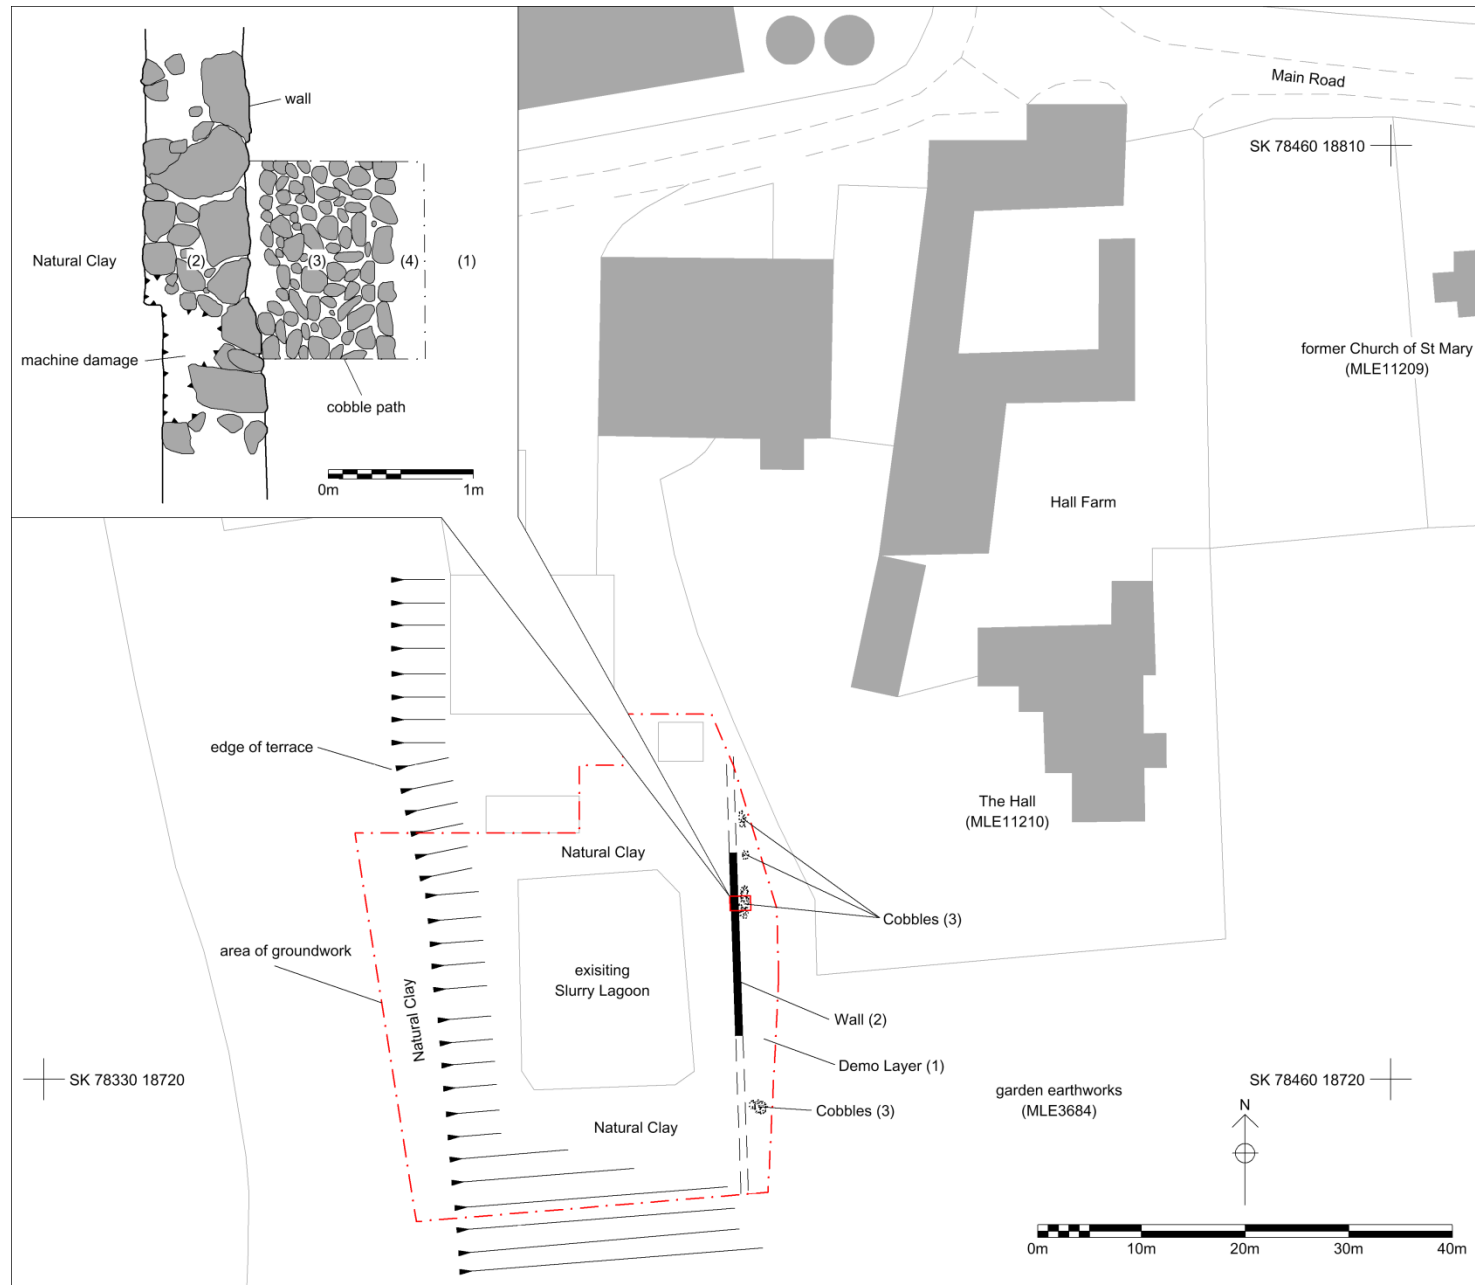 wall
Natural Clay
(2)
(3)
(4)
(1)
machine damage
cobble path
0m
1m
Main Road
SK 78460 18810
former Church of St Mary
(MLE11209)
Hall Farm
edge of terrace
The Hall
(MLE11210)
Natural Clay
Cobbles (3)
area of groundwork
Natural Clay
exisiting
Slurry Lagoon
Wall (2)
Demo Layer (1)
SK 78330 18720
garden earthworks
(MLE3684)
SK 78460 18720
Cobbles (3)
Natural Clay
N
0m
10m
20m
30m
40m